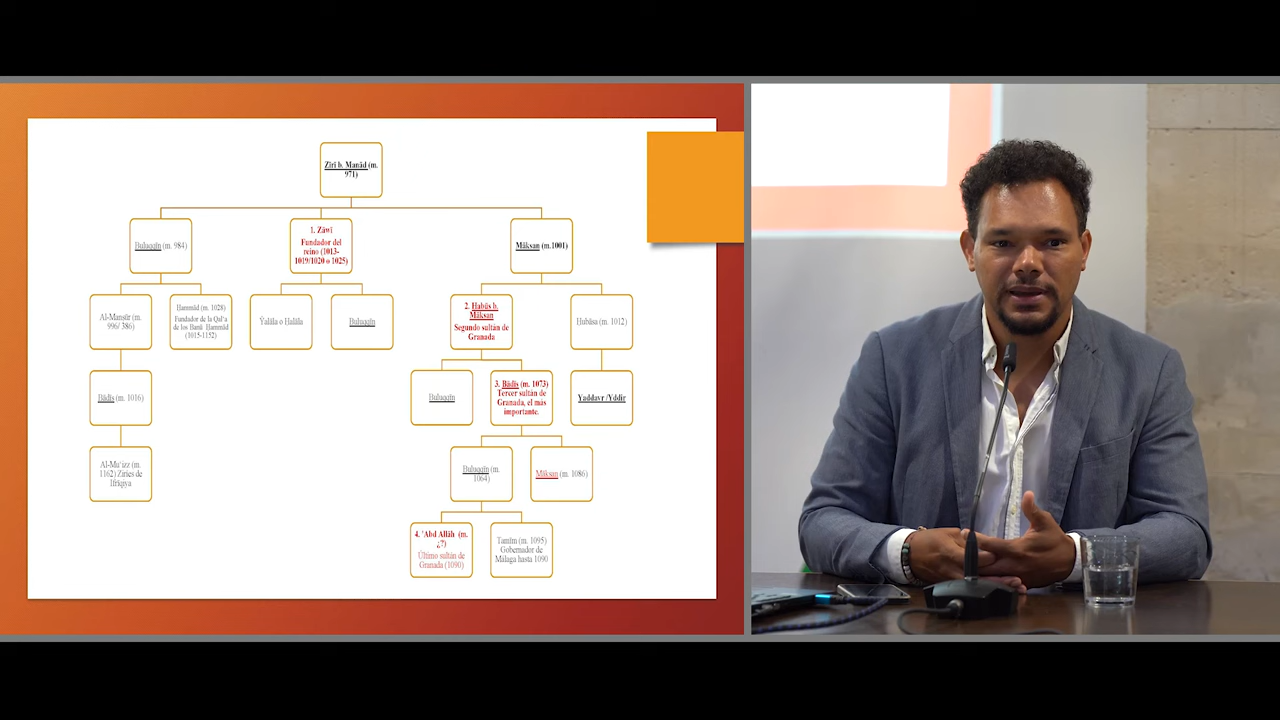 Zīrī b. Manād (m.
971)
Buluqqīn (m. 984)
1. Zāwī
Fundador del
reino (1013-
1019/1020 o 1025)
Māksan (m.1001)
Al-Manṣūr (m.
996/ 386)
Ḥammād (m. 1028)
Fundador de la Qal‘a
de los Banū Ḥammād
(1015-1152)
Ŷalāla o Ḥalāla
Buluqqīn
2. Ḥabūs b.
Māksan
Segundo sultán de
Granada
Ḥubāsa (m. 1012)
Bādīs (m. 1016)
Buluqqīn
3. Bādīs (m. 1073)
Tercer sultán de
Granada, el más
importante.
Yaddayr /Yddir
Al-Mu‘izz (m.
1162) Ziríes de
Ifrīqiya
Buluqqīn (m.
1064)
Māksan (m. 1086)
4. ‘Abd Allāh (m.
¿?)
Último sultán de
Granada (1090)
Tamīm (m. 1095)
Gobernador de
Málaga hasta 1090